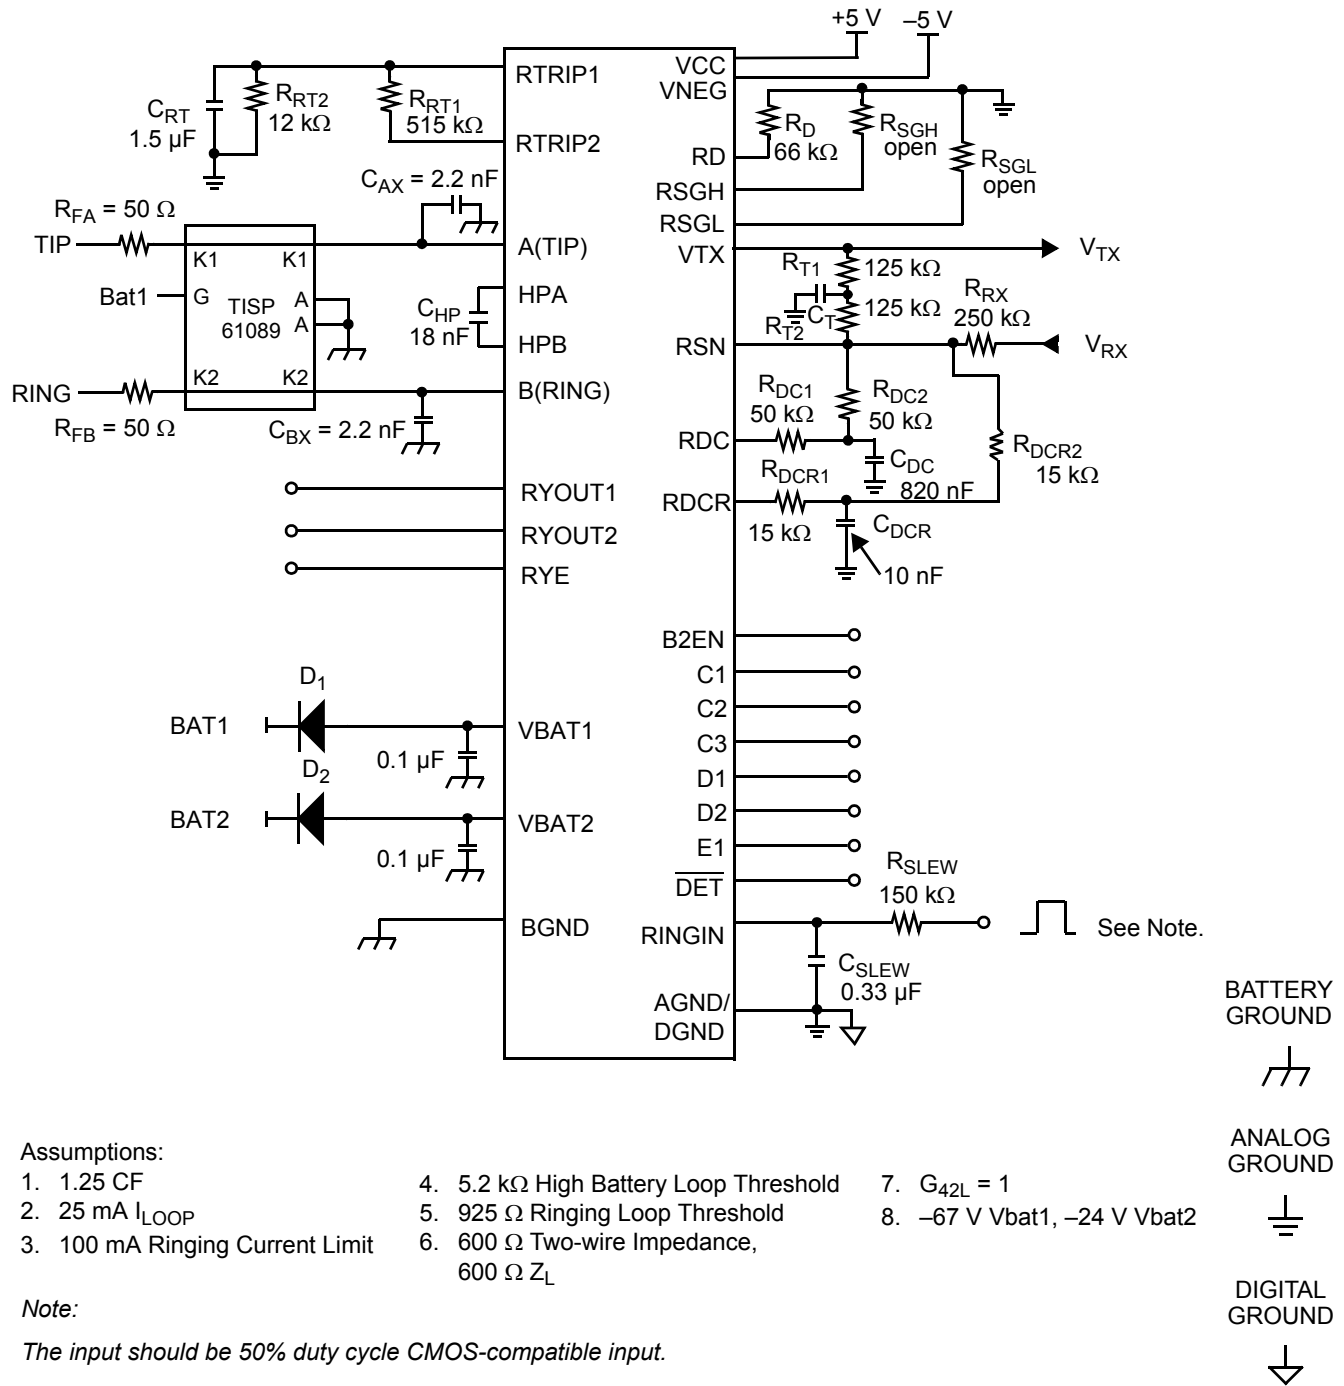 +5 V
–5 V
RTRIP1
VCC
VNEG
C_RT
1.5 µF
R_RT2
12 kΩ
R_RT1
515 kΩ
RTRIP2
R_D
66 kΩ
R_SGH
open
R_SGL
open
RD
RSGH
RSGL
C_AX = 2.2 nF
R_FA = 50 Ω
TIP
K1
K1
A(TIP)
VTX
V_TX
R_T1
125 kΩ
Bat1
G
TISP
61089
A
A
C_HP
18 nF
HPA
HPB
C_T
R_T2
125 kΩ
R_RX
250 kΩ
RSN
V_RX
RING
K2
K2
B(RING)
R_FB = 50 Ω
C_BX = 2.2 nF
R_DC1
50 kΩ
R_DC2
50 kΩ
RDC
C_DC
820 nF
R_DCR2
15 kΩ
R_DCR1
15 kΩ
RDCR
C_DCR
10 nF
RYOUT1
RYOUT2
RYE
B2EN
C1
C2
C3
D1
D2
E1
DET
D_1
BAT1
VBAT1
0.1 µF
D_2
BAT2
VBAT2
0.1 µF
R_SLEW
150 kΩ
BGND
RINGIN
See Note.
C_SLEW
0.33 µF
AGND/
DGND
BATTERY
GROUND
ANALOG
GROUND
DIGITAL
GROUND
Assumptions:
1. 1.25 CF
2. 25 mA I_LOOP
3. 100 mA Ringing Current Limit
4. 5.2 kΩ High Battery Loop Threshold
5. 925 Ω Ringing Loop Threshold
6. 600 Ω Two-wire Impedance,
600 Ω Z_L
7. G_42L = 1
8. –67 V Vbat1, –24 V Vbat2
Note:
The input should be 50% duty cycle CMOS-compatible input.